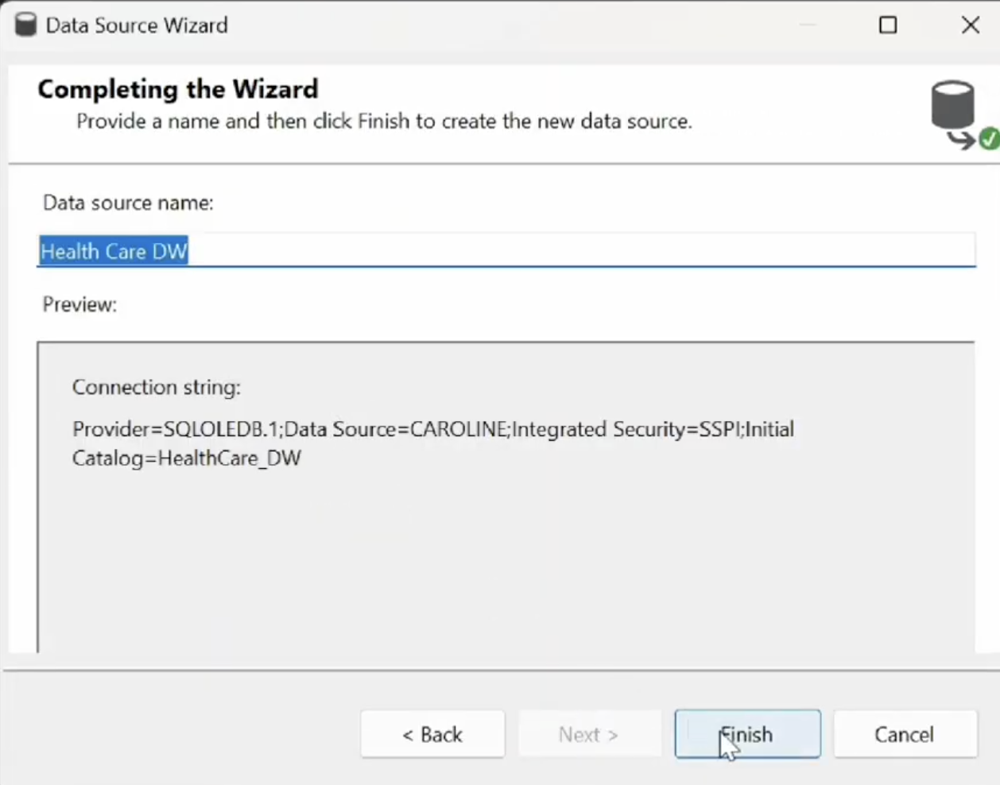 Data Source Wizard
Completing the Wizard
Provide a name and then click Finish to create the new data source.
Data source name:
Health Care DW
Preview:
Connection string:
Provider=SQLOLEDB.1;Data Source=CAROLINE;Integrated Security=SSPI;Initial
Catalog=HealthCare_DW
< Back
Next >
Finish
Cancel